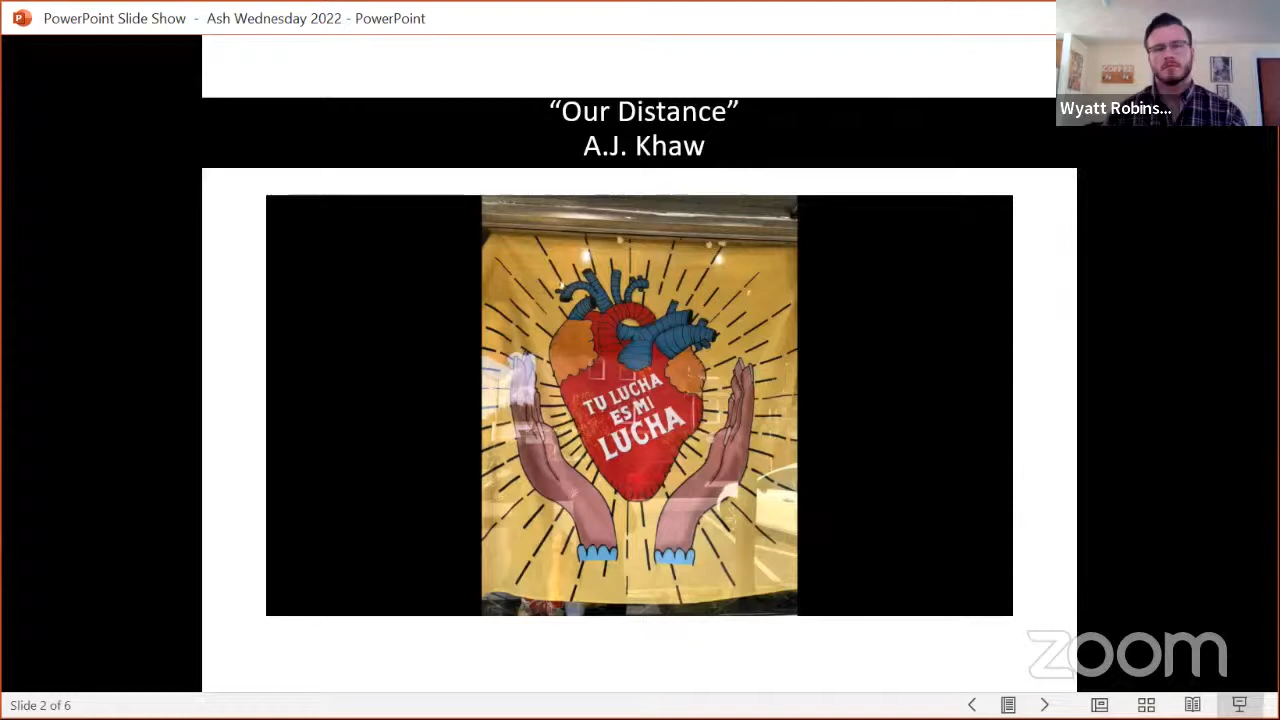 PowerPoint Slide Show - Ash Wednesday 2022 - PowerPoint
COFFEE
Wyatt Robins...
“Our Distance”
A.J. Khaw
TU LUCHA
ES MI
LUCHA
zoom
Slide 2 of 6